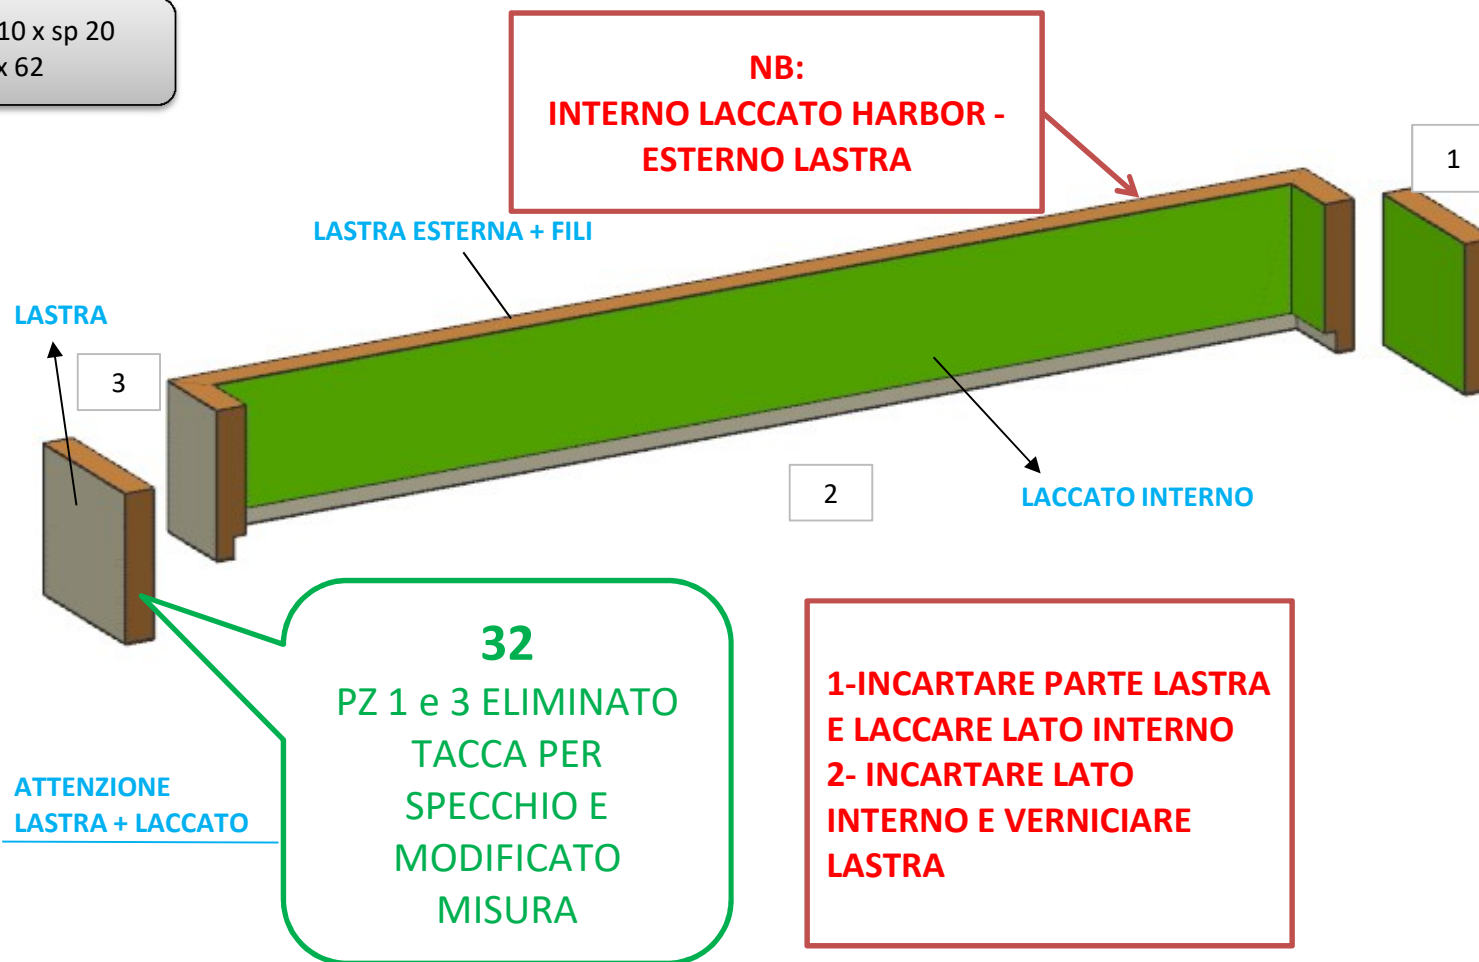 10 x sp 20
x 62
NB:
INTERNO LACCATO HARBOR -
ESTERNO LASTRA
1
LASTRA ESTERNA + FILI
LASTRA
3
2
LACCATO INTERNO
32
PZ 1 e 3 ELIMINATO
TACCA PER
SPECCHIO E
MODIFICATO
MISURA
1-INCARTARE PARTE LASTRA
E LACCARE LATO INTERNO
2- INCARTARE LATO
INTERNO E VERNICIARE
LASTRA
ATTENZIONE
LASTRA + LACCATO